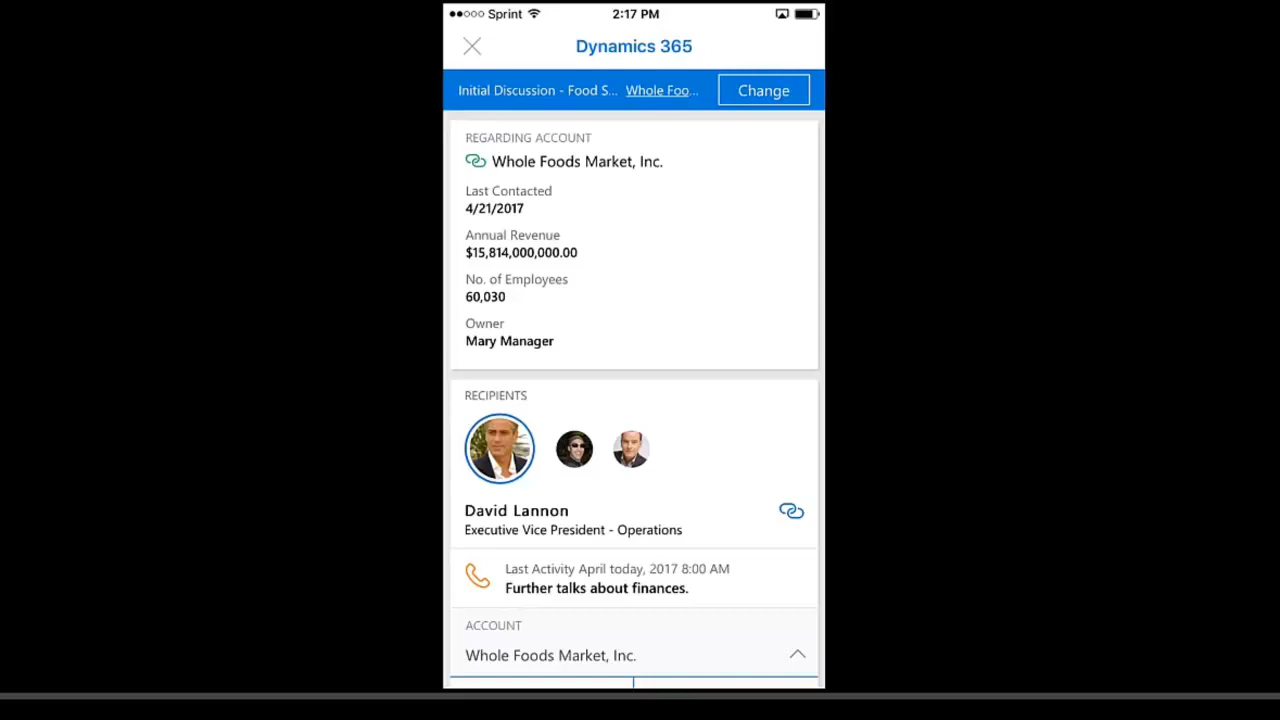 Sprint 2:17 PM
Dynamics 365
Initial Discussion - Food S... Whole Foo... Change
REGARDING ACCOUNT
Whole Foods Market, Inc.
Last Contacted
4/21/2017
Annual Revenue
$15,814,000,000.00
No. of Employees
60,030
Owner
Mary Manager
RECIPIENTS
David Lannon
Executive Vice President - Operations
Last Activity April today, 2017 8:00 AM
Further talks about finances.
ACCOUNT
Whole Foods Market, Inc.